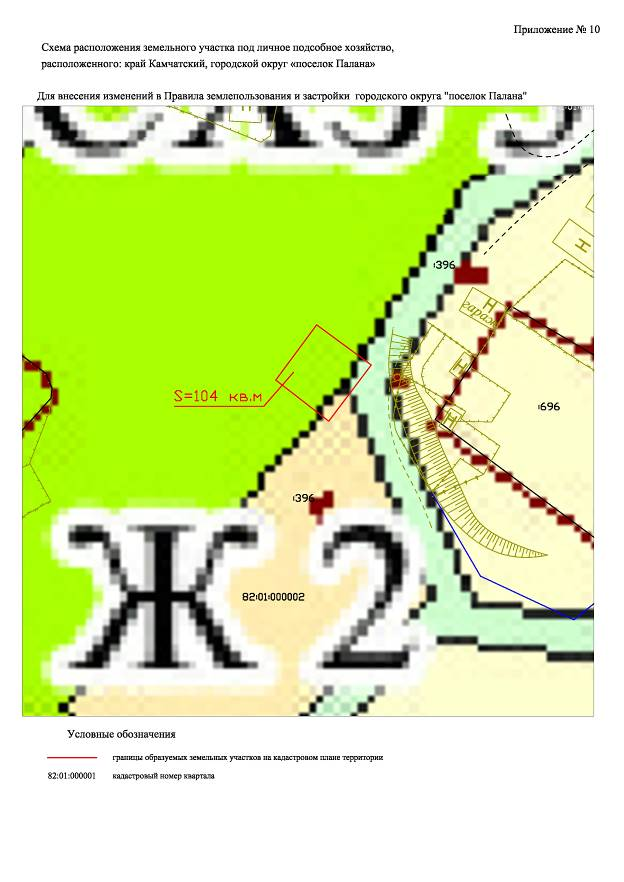 Приложение № 10
Схема расположения земельного участка под личное подсобное хозяйство,
расположенного: край Камчатский, городской округ «поселок Палана»
Для внесения изменений в Правила землепользования и застройки городского округа "поселок Палана"
Н
Н
:396
Н
гараж
S=104 кв.м
Н
:696
Н
:396
Ж2
82:01:000002
Условные обозначения
границы образуемых земельных участков на кадастровом плане территории
82:01:000001 кадастровый номер квартала